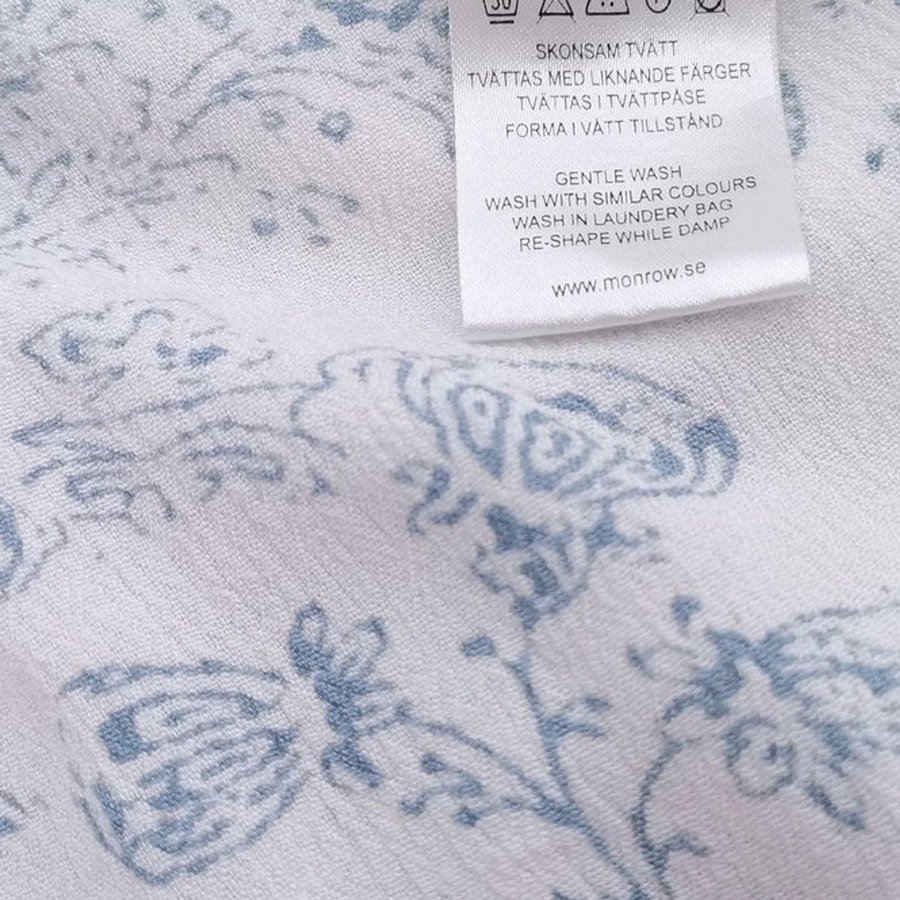 30
SKONSAM TVÄTT
TVÄTTAS MED LIKNANDE FÄRGER
TVÄTTAS I TVÄTTPÅSE
FORMA I VÅTT TILLSTÅND
GENTLE WASH
WASH WITH SIMILAR COLOURS
WASH IN LAUNDERY BAG
RE-SHAPE WHILE DAMP
www.monrow.se